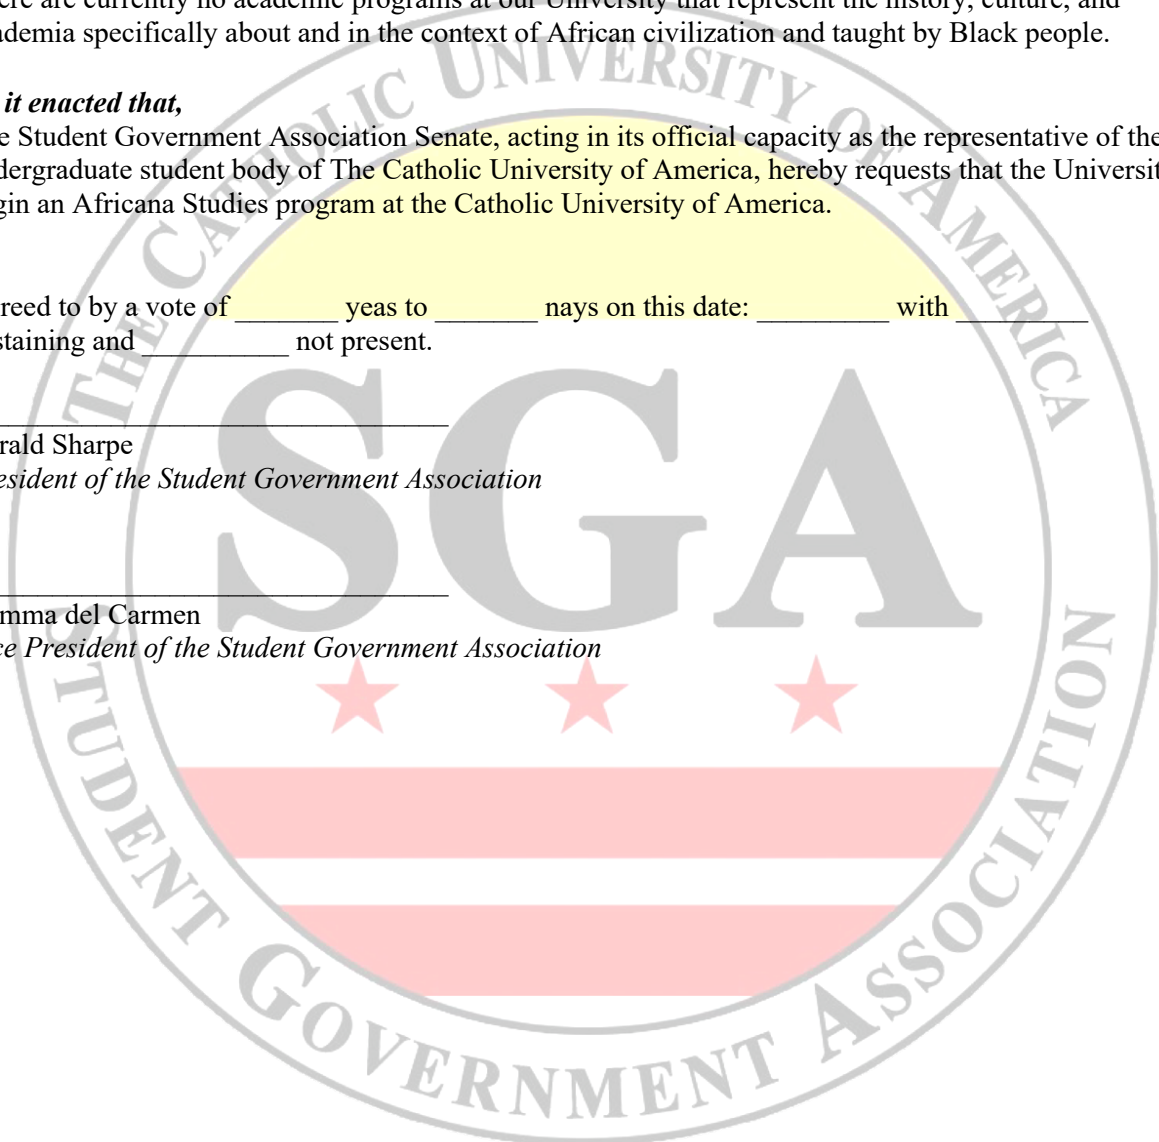 ere are currently no academic programs at our University that represent the history, culture, and
ademia specifically about and in the context of African civilization and taught by Black people.
it enacted that,
e Student Government Association Senate, acting in its official capacity as the representative of the
dergraduate student body of The Catholic University of America, hereby requests that the Universit
gin an Africana Studies program at the Catholic University of America.
reed to by a vote of _______ yeas to _______ nays on this date: _________ with _________
staining and __________ not present.
rald Sharpe
esident of the Student Government Association
mma del Carmen
ce President of the Student Government Association
THE CATHOLIC UNIVERSITY OF AMERICA
SGA
STUDENT GOVERNMENT ASSOCIATION